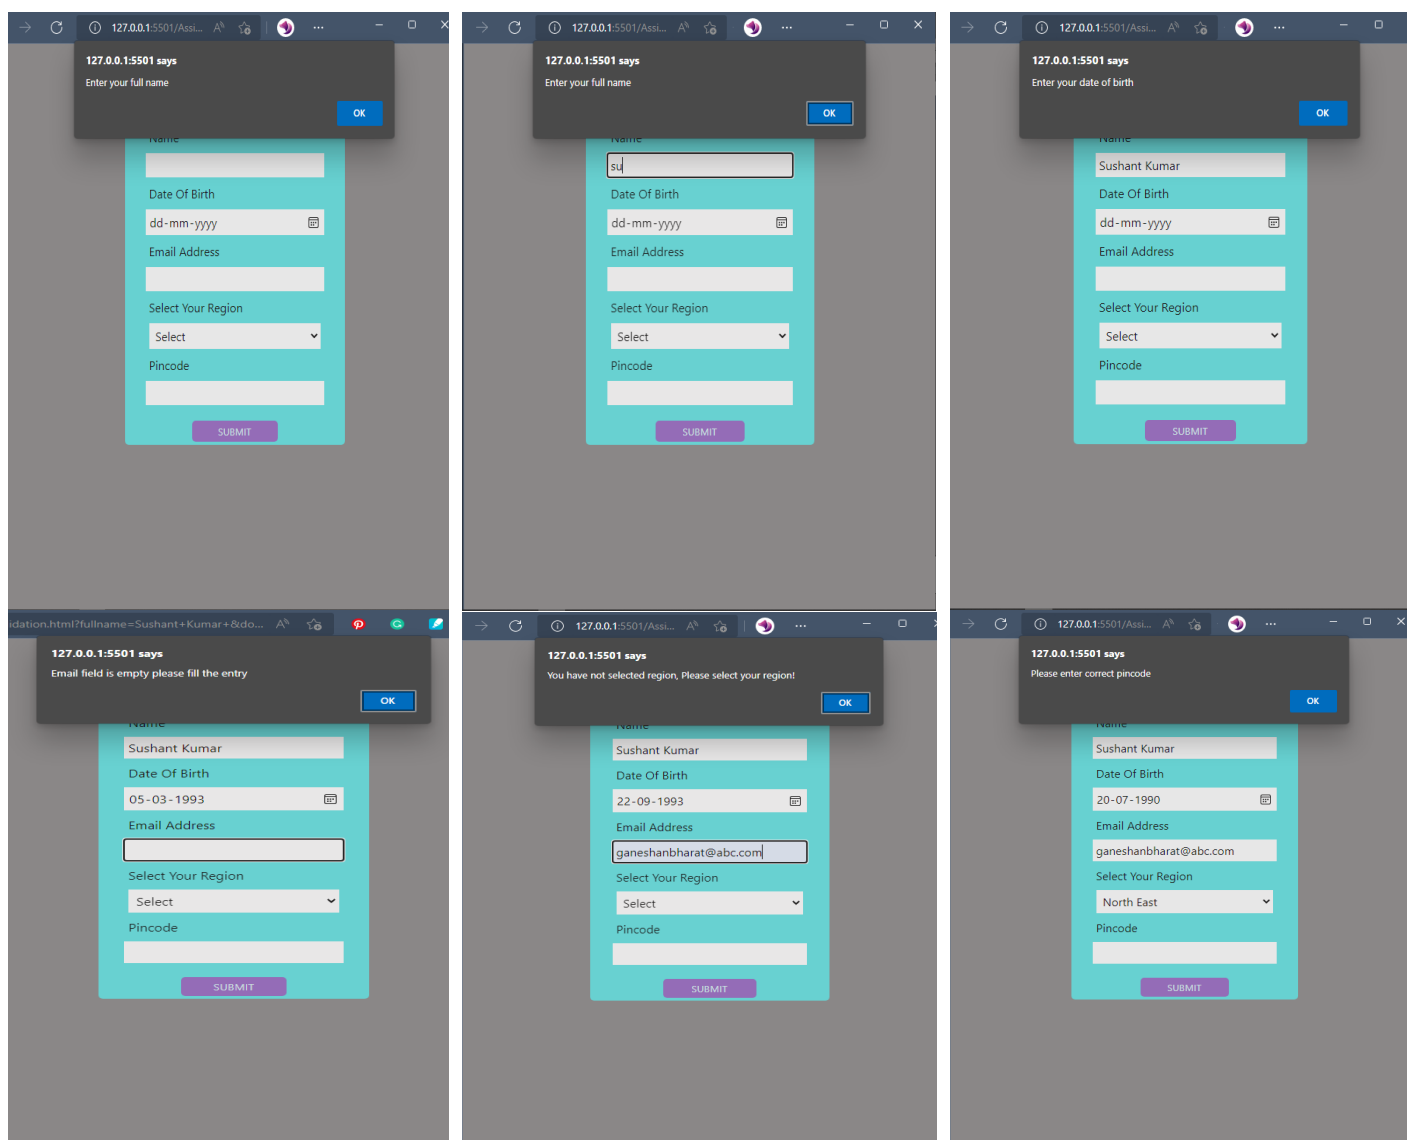 127.0.0.1:5501/Assi...
127.0.0.1:5501 says
Enter your full name
OK
Name
Date Of Birth
dd-mm-yyyy
Email Address
Select Your Region
Select
Pincode
SUBMIT
127.0.0.1:5501/Assi...
127.0.0.1:5501 says
Enter your full name
OK
Name
su
Date Of Birth
dd-mm-yyyy
Email Address
Select Your Region
Select
Pincode
SUBMIT
127.0.0.1:5501/Assi...
127.0.0.1:5501 says
Enter your date of birth
OK
Name
Sushant Kumar
Date Of Birth
dd-mm-yyyy
Email Address
Select Your Region
Select
Pincode
SUBMIT
idation.html?fullname=Sushant+Kumar+&do...
127.0.0.1:5501 says
Email field is empty please fill the entry
OK
Name
Sushant Kumar
Date Of Birth
05-03-1993
Email Address
Select Your Region
Select
Pincode
SUBMIT
127.0.0.1:5501/Assi...
127.0.0.1:5501 says
You have not selected region, Please select your region!
OK
Name
Sushant Kumar
Date Of Birth
22-09-1993
Email Address
ganeshanbharat@abc.com
Select Your Region
Select
Pincode
SUBMIT
127.0.0.1:5501/Assi...
127.0.0.1:5501 says
Please enter correct pincode
OK
Name
Sushant Kumar
Date Of Birth
20-07-1990
Email Address
ganeshanbharat@abc.com
Select Your Region
North East
Pincode
SUBMIT